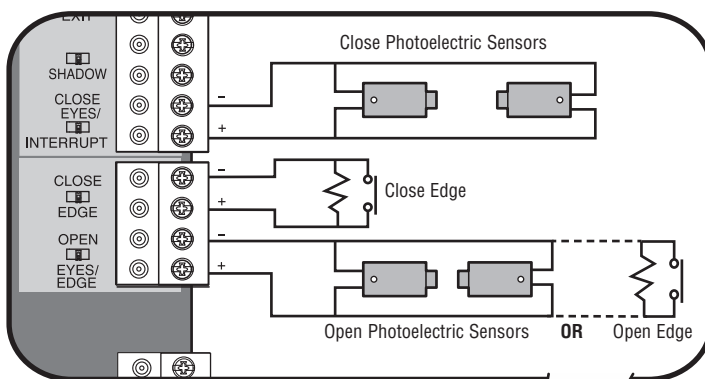 EXIT
SHADOW
CLOSE
EYES/
INTERRUPT
CLOSE
EDGE
OPEN
EYES/
EDGE
-
+
-
+
-
+
Close Photoelectric Sensors
Close Edge
Open Photoelectric Sensors OR Open Edge